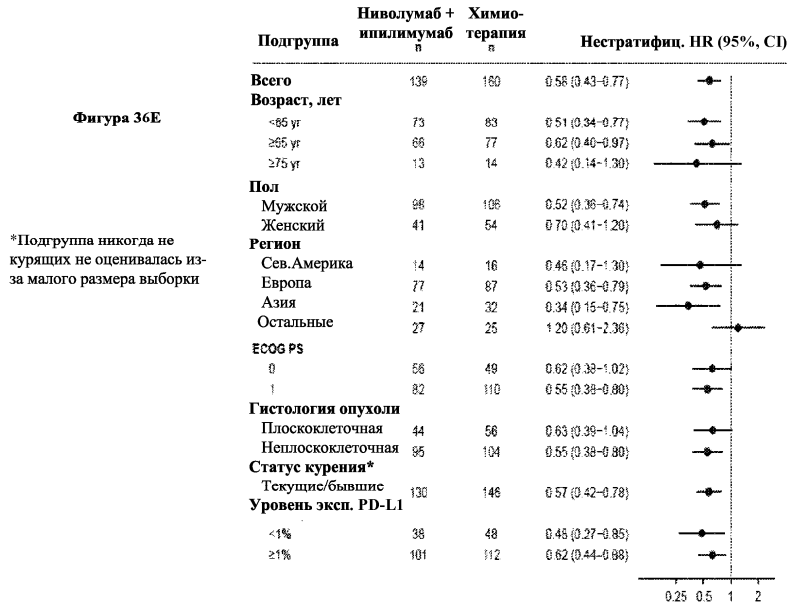 Ниволумаб + Химио-
Подгруппа ипилимумаб терапия Нестратифиц. HR (95%, CI)
n n
Всего 139 160 0.58 (0.43–0.77)
Возраст, лет
Фигура 36E
<65 yr 73 83 0.51 (0.34–0.77)
≥65 yr 66 77 0.62 (0.40–0.97)
≥75 yr 13 14 0.42 (0.14–1.30)
Пол
Мужской 98 106 0.52 (0.36–0.74)
Женский 41 54 0.70 (0.41–1.20)
*Подгруппа никогда не
курящих не оценивалась из-
за малого размера выборки
Регион
Сев.Америка 14 16 0.46 (0.17–1.30)
Европа 77 87 0.53 (0.36–0.79)
Азия 21 32 0.34 (0.15–0.75)
Остальные 27 25 1.20 (0.61–2.36)
ECOG PS
0 56 49 0.62 (0.38–1.02)
1 82 110 0.55 (0.38–0.80)
Гистология опухоли
Плоскоклеточная 44 56 0.63 (0.39–1.04)
Неплоскоклеточная 95 104 0.55 (0.38–0.80)
Статус курения*
Текущие/бывшие 130 146 0.57 (0.42–0.78)
Уровень эксп. PD-L1
<1% 38 48 0.48 (0.27–0.85)
≥1% 101 112 0.62 (0.44–0.88)
0.25 0.5 1 2